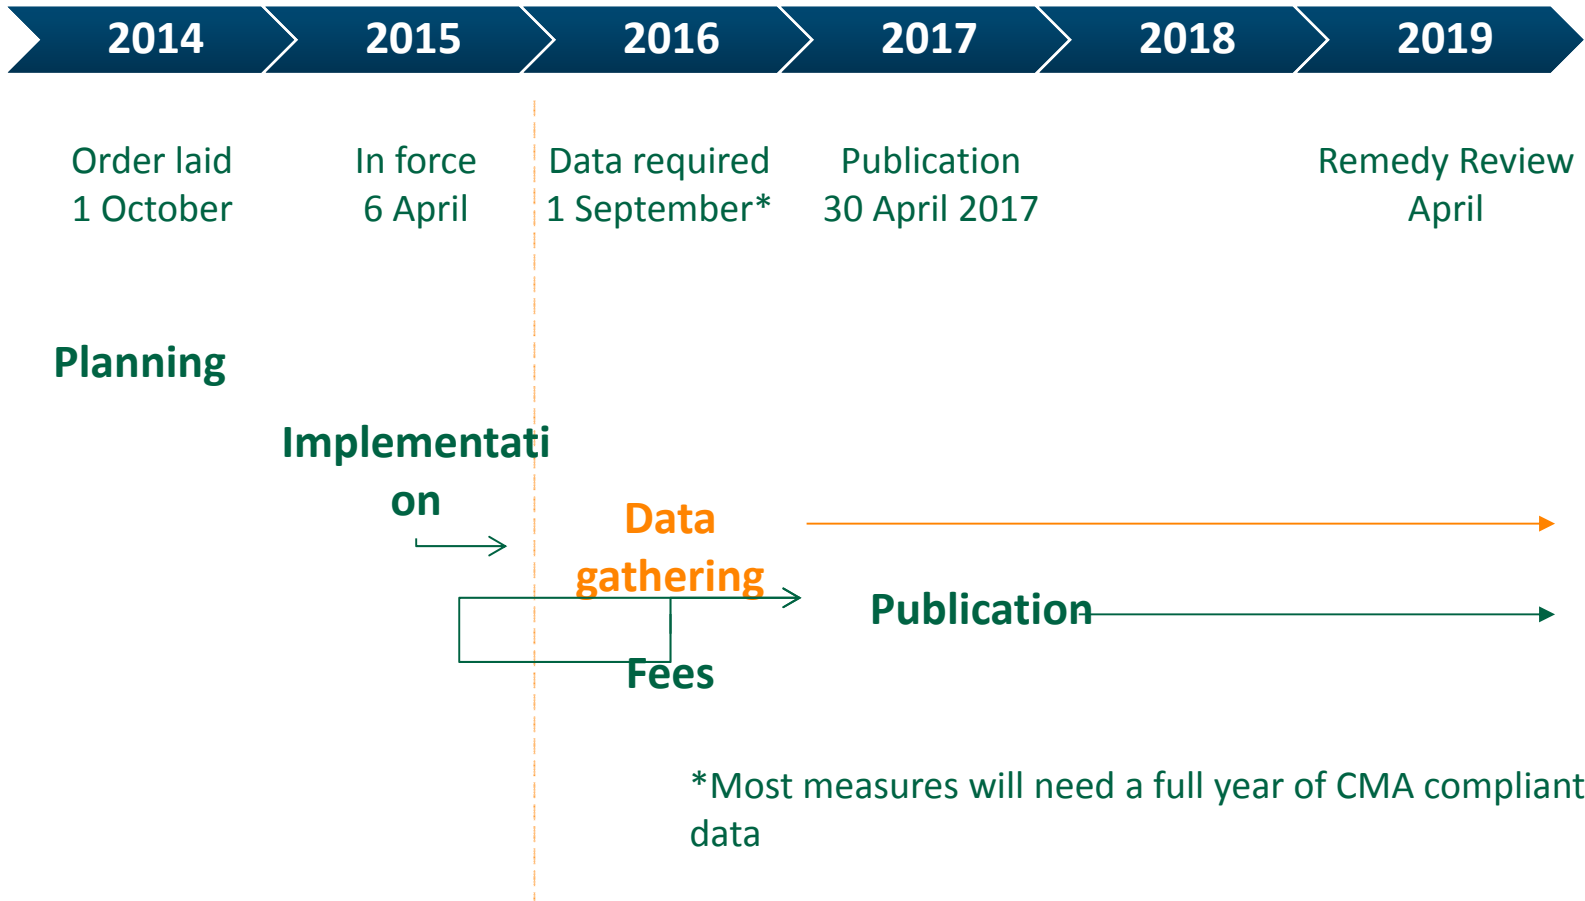 2014 2015 2016 2017 2018 2019
Order laid
1 October
In force
6 April
Data required
1 September*
Publication
30 April 2017
Remedy Review
April
Planning
Implementati
on
Data
gathering
Publication
Fees
*Most measures will need a full year of CMA compliant
data